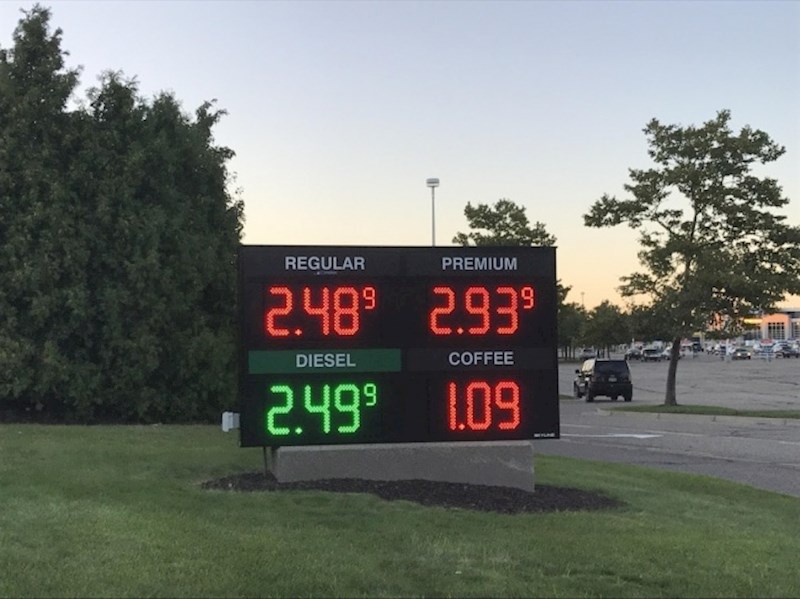 REGULAR PREMIUM
2.489 2.939
DIESEL COFFEE
2.499 1.09